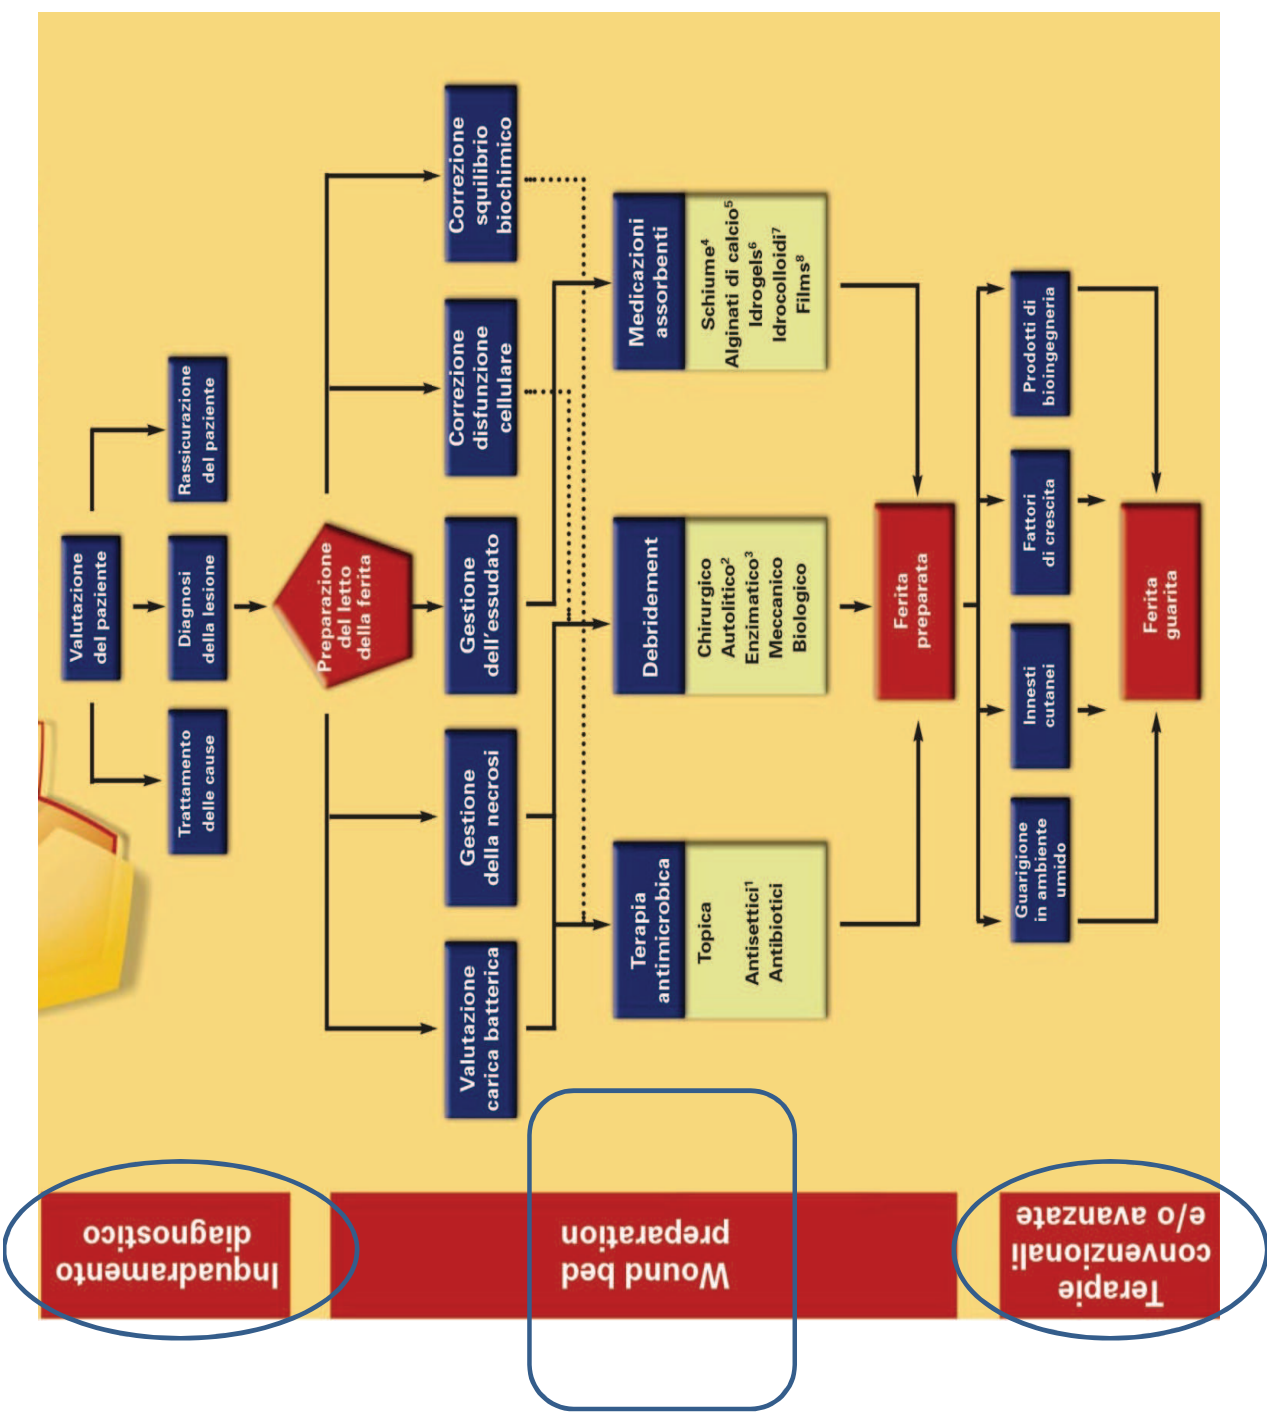 Inquadramento
diagnostico
Valutazione
del paziente
Trattamento
delle cause
Diagnosi
della lesione
Rassicurazione
del paziente
Wound bed
preparation
Preparazione
del letto
della ferita
Valutazione
carica batterica
Gestione
della necrosi
Gestione
dell'essudato
Correzione
disfunzione
cellulare
Correzione
squilibrio
biochimico
Terapia
antimicrobica
Topica
Antisettici¹
Antibiotici
Debridement
Chirurgico
Autolitico²
Enzimatico³
Meccanico
Biologico
Medicazioni
assorbenti
Schiume⁴
Alginati di calcio⁵
Idrogels⁶
Idrocolloidi⁷
Films⁸
Ferita
preparata
Terapie
convenzionali
e/o avanzate
Guarigione
in ambiente
umido
Innesti
cutanei
Fattori
di crescita
Prodotti di
bioingegneria
Ferita
guarita